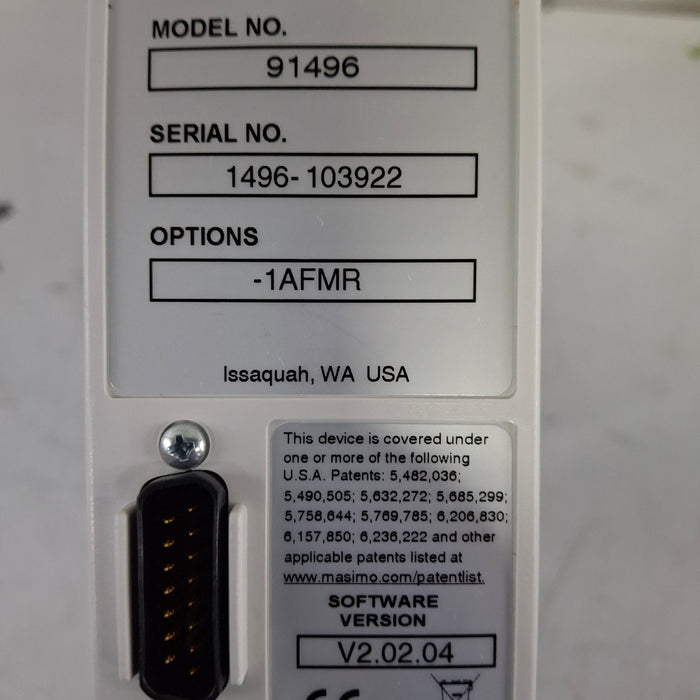 MODEL NO.
91496
SERIAL NO.
1496-103922
OPTIONS
-1AFMR
Issaquah, WA USA
This device is covered under
one or more of the following
U.S.A. Patents: 5,482,036;
5,490,505; 5,632,272; 5,685,299;
5,758,644; 5,769,785; 6,206,830;
6,157,850; 6,236,222 and other
applicable patents listed at
www.masimo.com/patentlist.
SOFTWARE
VERSION
V2.02.04
CE